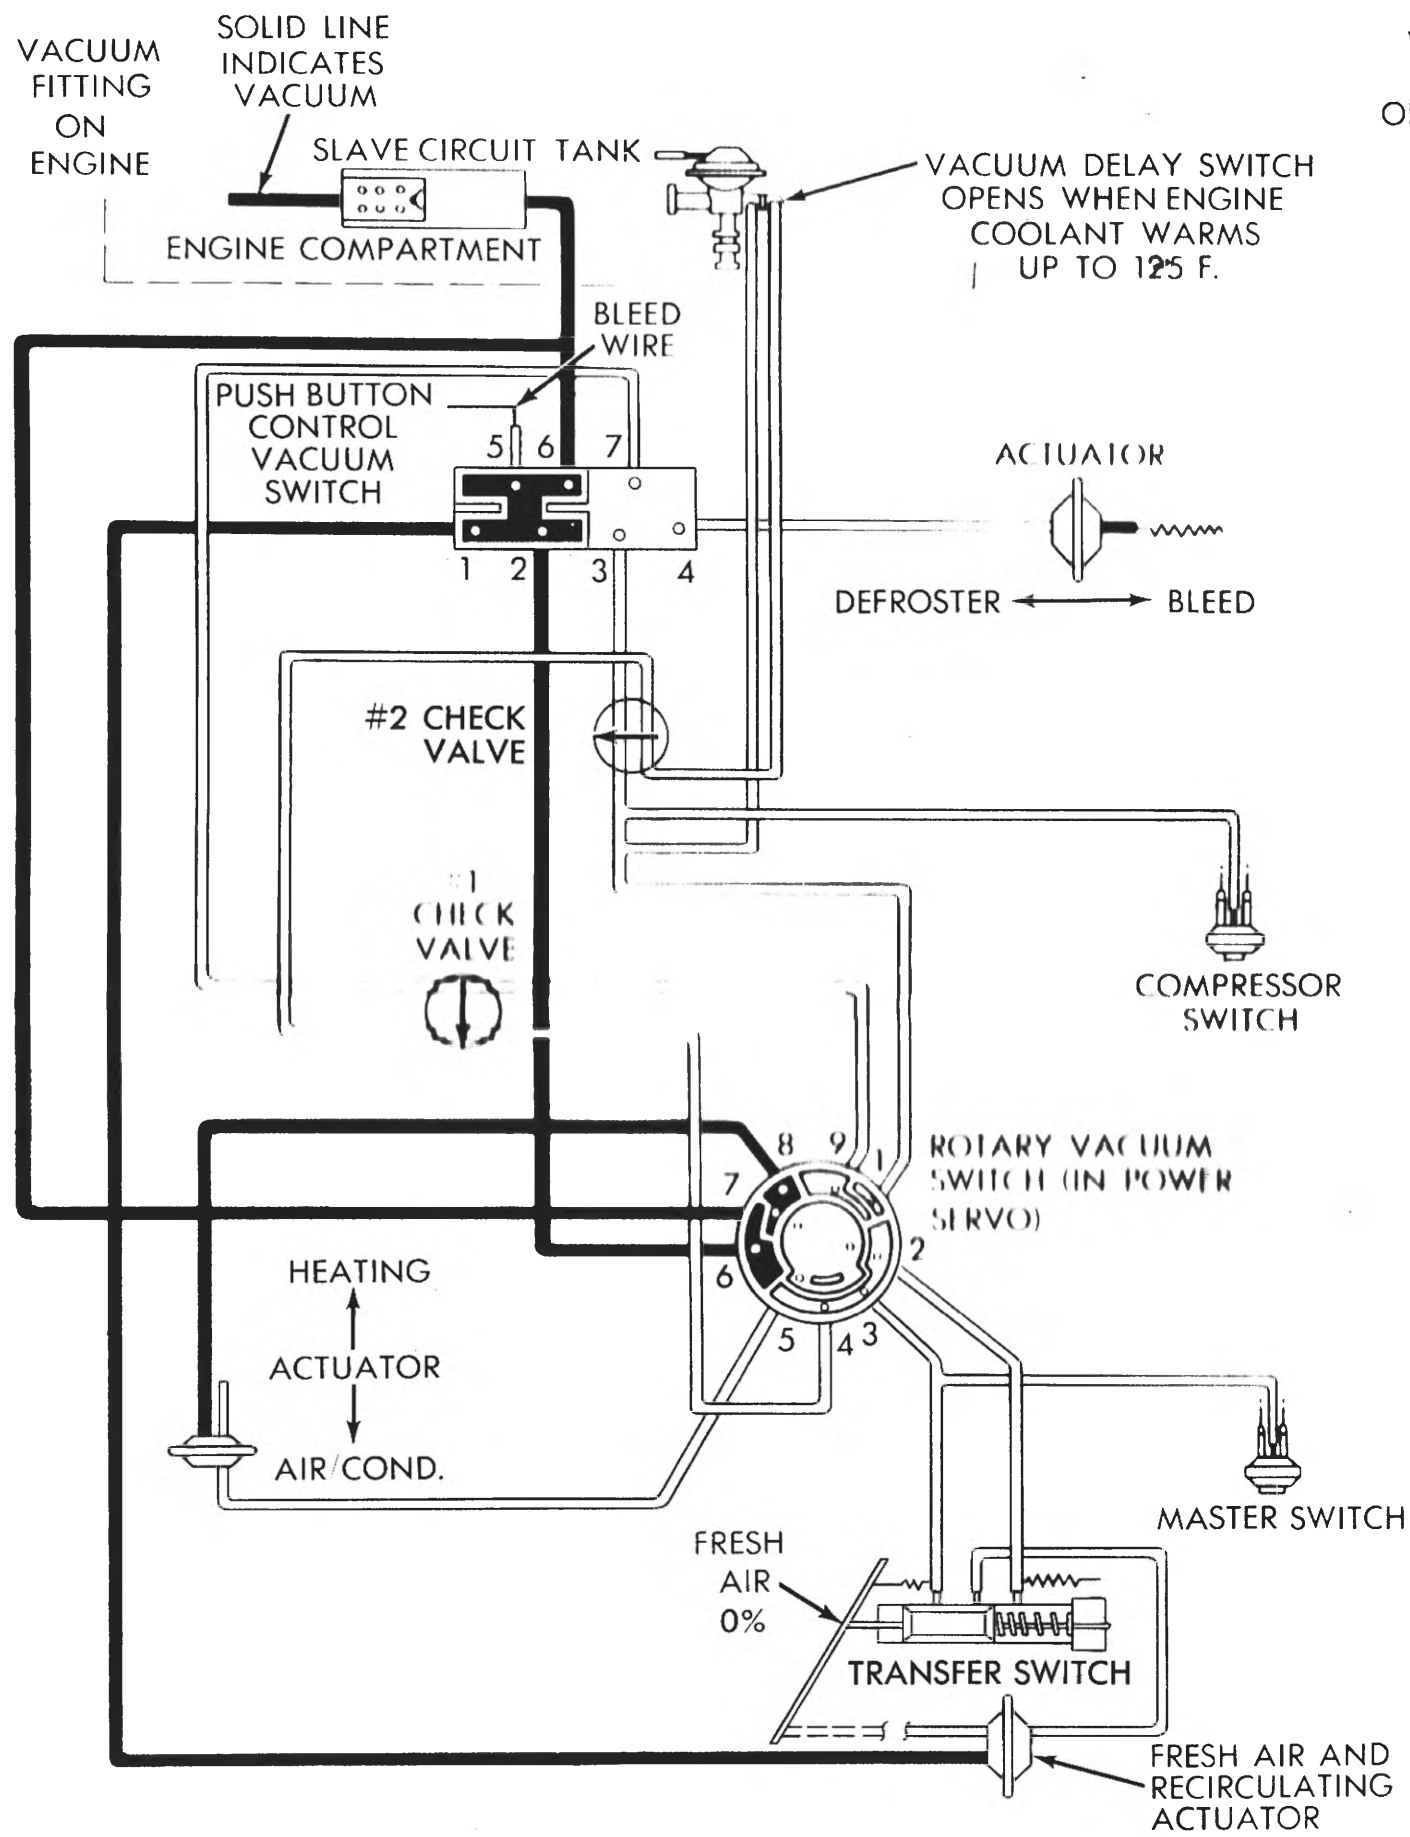 SOLID LINE
INDICATES
VACUUM
VACUUM
FITTING
ON
ENGINE
SLAVE CIRCUIT TANK
ENGINE COMPARTMENT
VACUUM DELAY SWITCH
OPENS WHEN ENGINE
COOLANT WARMS
UP TO 125 F.
BLEED
WIRE
PUSH BUTTON
CONTROL
VACUUM
SWITCH
5 6 7
1 2 3 4
ACTUATOR
DEFROSTER
BLEED
#2 CHECK
VALVE
#1
CHECK
VALVE
COMPRESSOR
SWITCH
ROTARY VACUUM
SWITCH (IN POWER
SERVO)
8 9 1
7
2
6
5 4 3
HEATING
ACTUATOR
AIR/COND.
MASTER SWITCH
FRESH
AIR
0%
TRANSFER SWITCH
FRESH AIR AND
RECIRCULATING
ACTUATOR